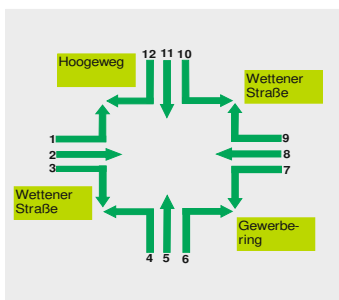 12 11 10
Hoogeweg
Wettener
Straße
1
9
2
8
3
7
Wettener
Straße
Gewerbe-
ring
4 5 6